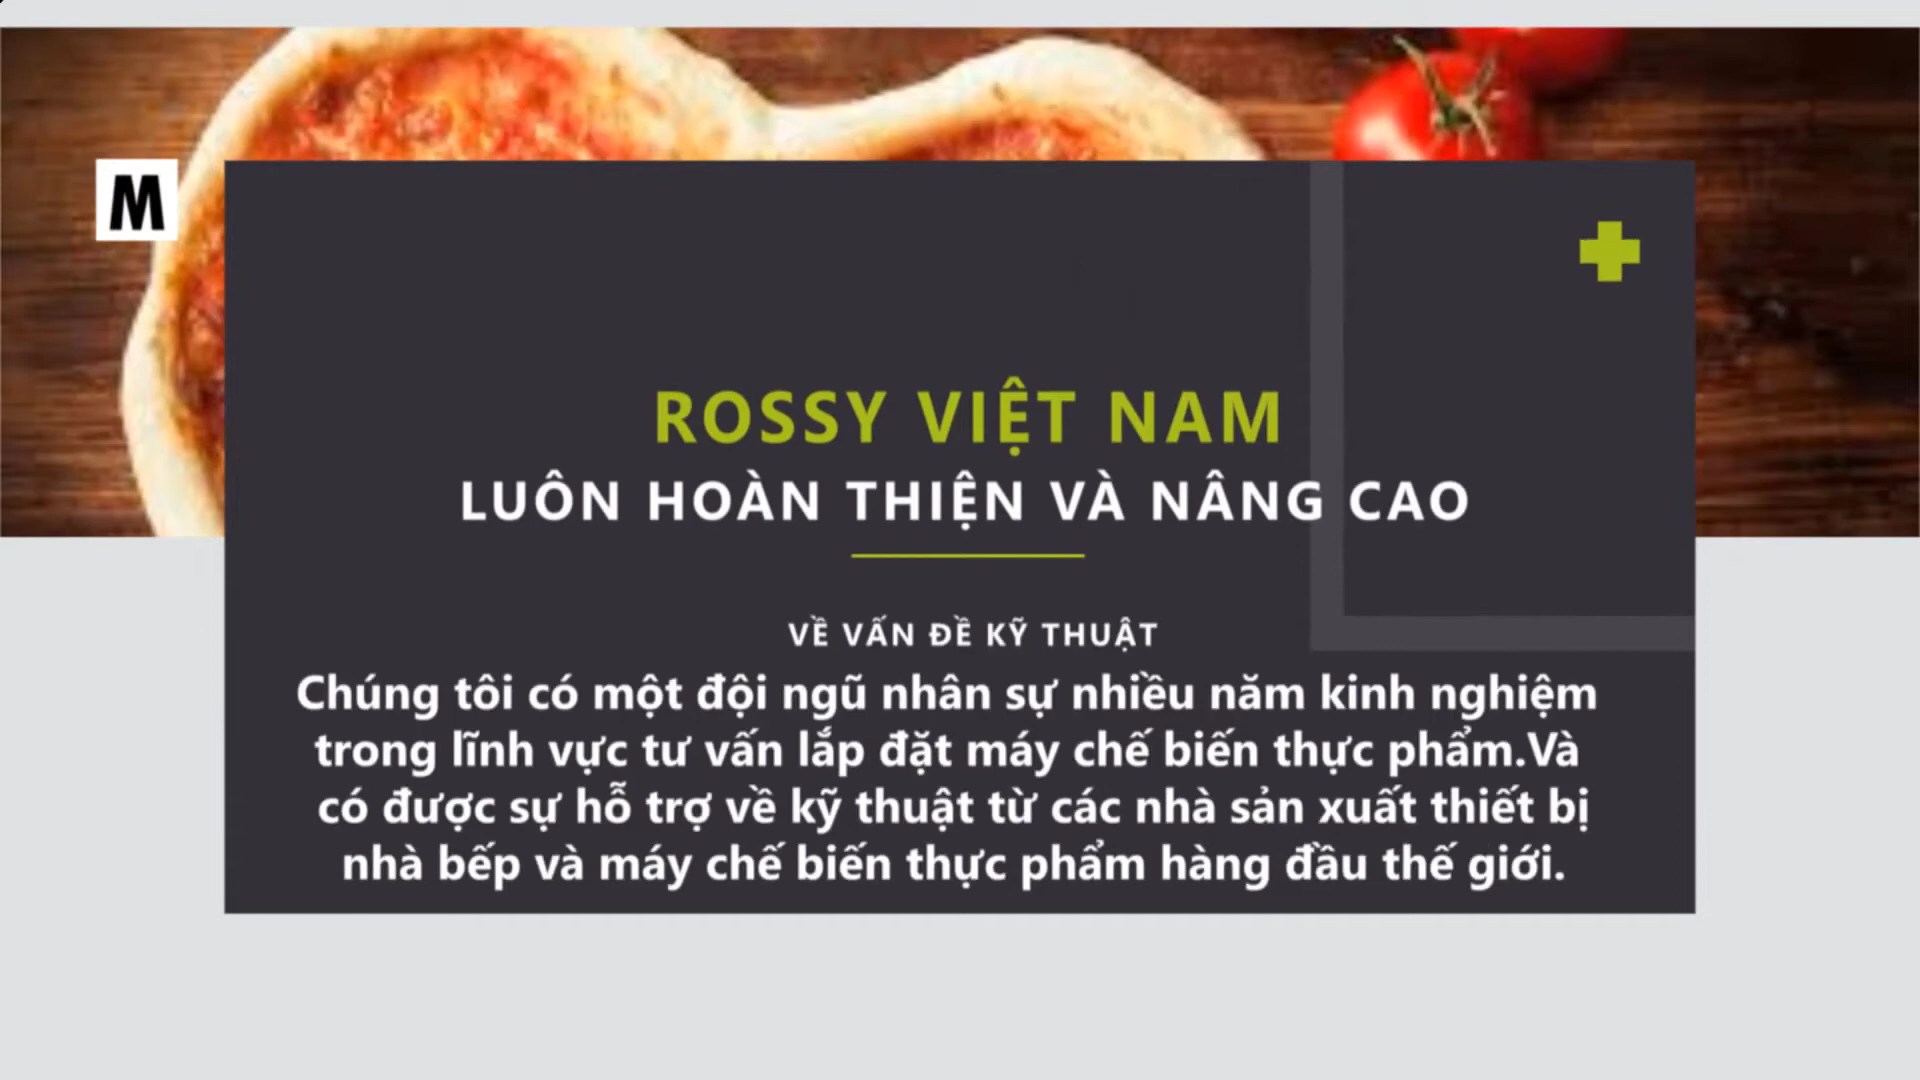 M
ROSSY VIỆT NAM
LUÔN HOÀN THIỆN VÀ NÂNG CAO
VỀ VẤN ĐỀ KỸ THUẬT
Chúng tôi có một đội ngũ nhân sự nhiều năm kinh nghiệm
trong lĩnh vực tư vấn lắp đặt máy chế biến thực phẩm.Và
có được sự hỗ trợ về kỹ thuật từ các nhà sản xuất thiết bị
nhà bếp và máy chế biến thực phẩm hàng đầu thế giới.